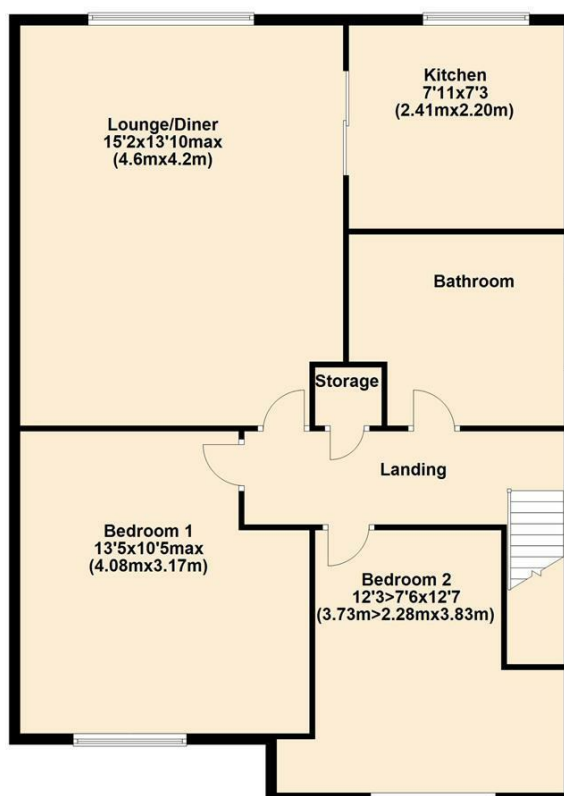 Kitchen
7'11x7'3
(2.41mx2.20m)
Lounge/Diner
15'2x13'10max
(4.6mx4.2m)
Bathroom
Storage
Landing
Bedroom 1
13'5x10'5max
(4.08mx3.17m)
Bedroom 2
12'3>7'6x12'7
(3.73m>2.28mx3.83m)